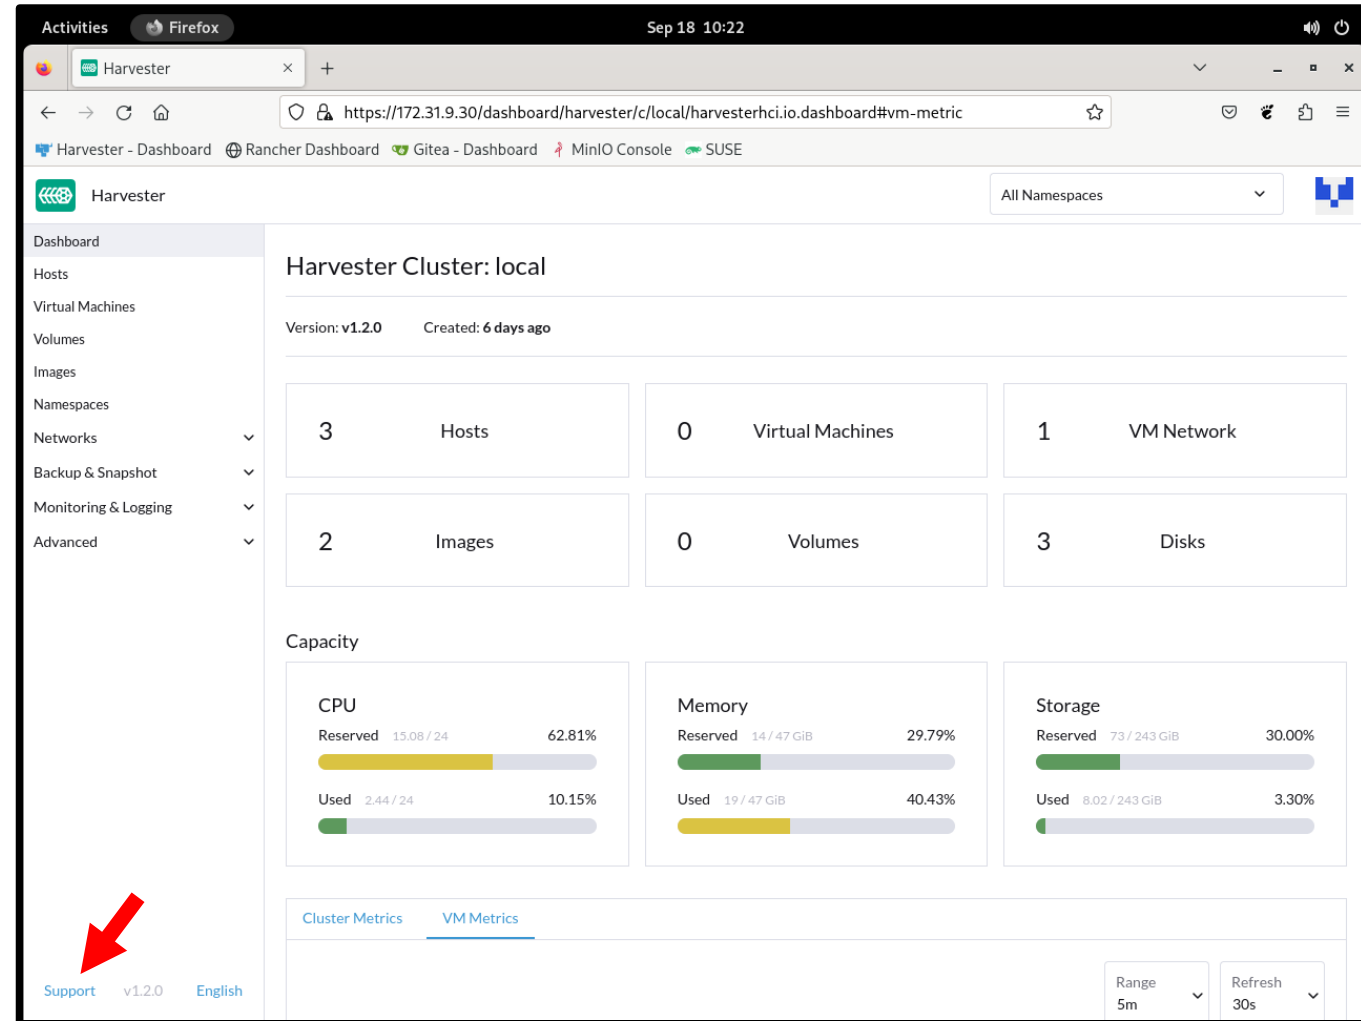 Activities Firefox Sep 18 10:22
Harvester
https://172.31.9.30/dashboard/harvester/c/local/harvesterhci.io.dashboard#vm-metric
Harvester - Dashboard Rancher Dashboard Gitea - Dashboard MinIO Console SUSE
Harvester All Namespaces
Dashboard
Hosts
Virtual Machines
Volumes
Images
Namespaces
Networks
Backup & Snapshot
Monitoring & Logging
Advanced
Support v1.2.0 English
Harvester Cluster: local
Version: v1.2.0 Created: 6 days ago
3 Hosts 0 Virtual Machines 1 VM Network
2 Images 0 Volumes 3 Disks
Capacity
CPU
Reserved 15.08 / 24 62.81%
Used 2.44 / 24 10.15%
Memory
Reserved 14 / 47 GiB 29.79%
Used 19 / 47 GiB 40.43%
Storage
Reserved 73 / 243 GiB 30.00%
Used 8.02 / 243 GiB 3.30%
Cluster Metrics VM Metrics
Range
5m
Refresh
30s